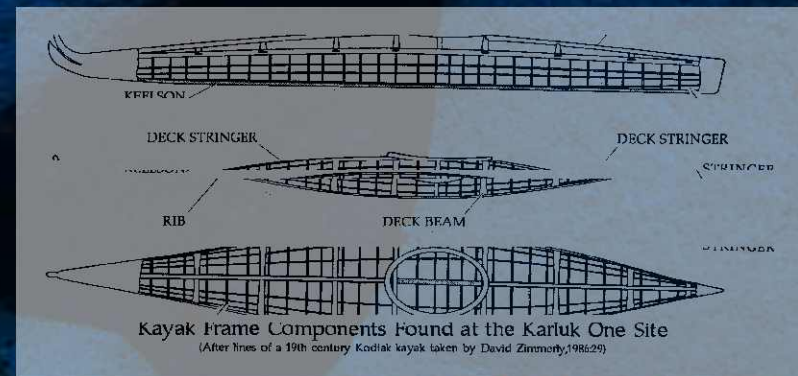 KEELSON
DECK STRINGER DECK STRINGER
STRINGER
RIB DECK BEAM
STRINGER
Kayak Frame Components Found at the Karluk One Site
(After lines of a 19th century Kodiak kayak taken by David Zimmerly,1986:29)